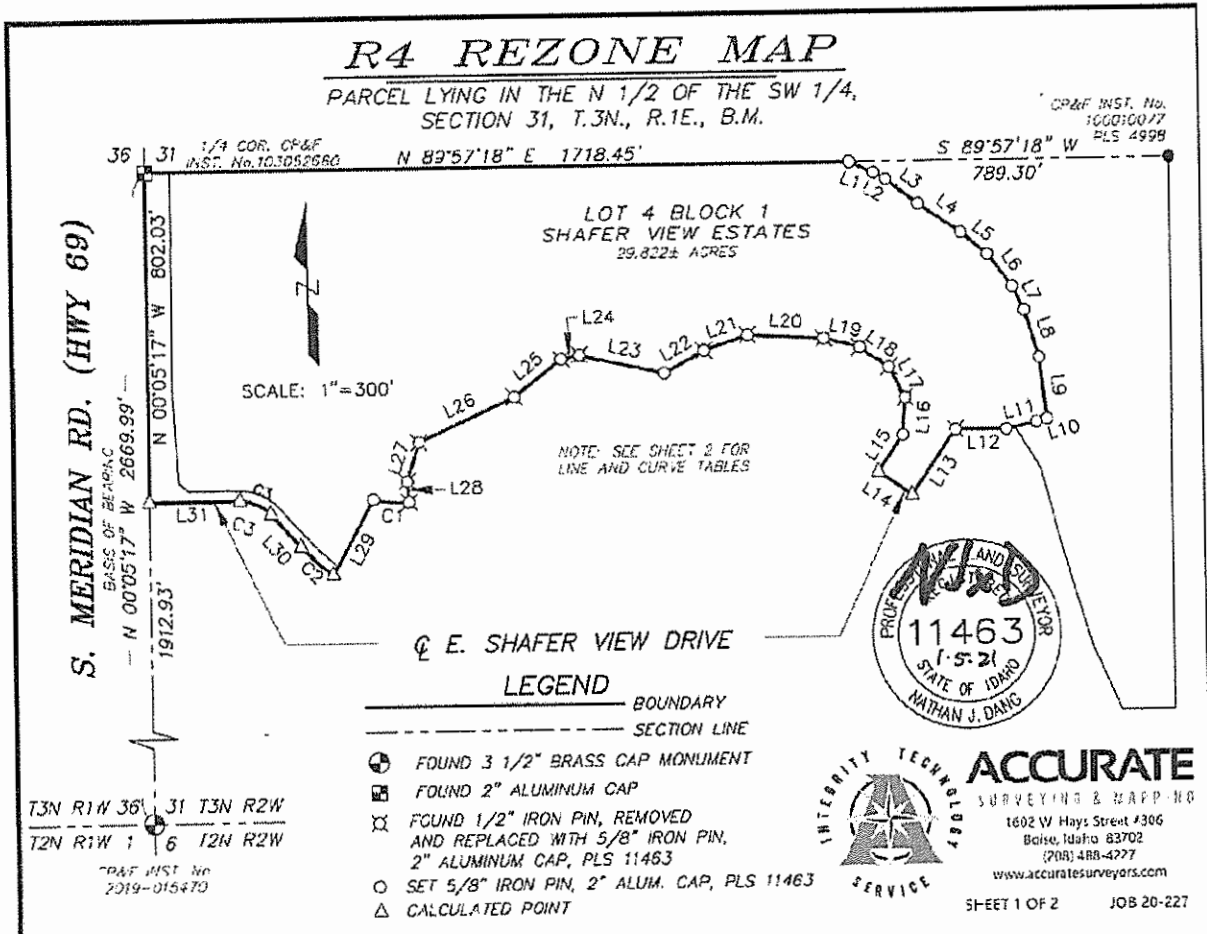 R4 REZONE MAP
PARCEL LYING IN THE N 1/2 OF THE SW 1/4,
SECTION 31, T.3N., R.1E., B.M.
CP&F INST. No.
100010077
PLS 4998
36 31
1/4 COR. CP&F
INST. No.103052660
N 89°57'18" E 1718.45'
S 89°57'18" W
789.30'
L1
L2
L3
L4
L5
L6
L7
L8
L9
L10
L11
L12
L13
L14
L15
L16
L17
L18
L19
L20
L21
L22
L23
L24
L25
L26
L27
L28
C1
L29
C2
L30
C3
L31
LOT 4 BLOCK 1
SHAFER VIEW ESTATES
29.822± ACRES
S. MERIDIAN RD. (HWY 69)
BASIS OF BEARING
N 00°05'17" W 2669.99'
N 00°05'17" W 802.03'
1912.93'
SCALE: 1"=300'
NOTE: SEE SHEET 2 FOR
LINE AND CURVE TABLES
℄ E. SHAFER VIEW DRIVE
PROFESSIONAL LAND SURVEYOR
REGISTERED
11463
1-5-21
STATE OF IDAHO
NATHAN J. DANG
LEGEND
BOUNDARY
SECTION LINE
FOUND 3 1/2" BRASS CAP MONUMENT
FOUND 2" ALUMINUM CAP
FOUND 1/2" IRON PIN, REMOVED
AND REPLACED WITH 5/8" IRON PIN,
2" ALUMINUM CAP, PLS 11463
SET 5/8" IRON PIN, 2" ALUM. CAP, PLS 11463
CALCULATED POINT
T3N R1W 36 31 T3N R2W
T2N R1W 1 6 T2N R2W
CP&F INST. No
2019-015470
INTEGRITY TECHNOLOGY
SERVICE
ACCURATE
SURVEYING & MAPPING
1602 W. Hays Street #306
Boise, Idaho 83702
(208) 488-4227
www.accuratesurveyors.com
SHEET 1 OF 2 JOB 20-227